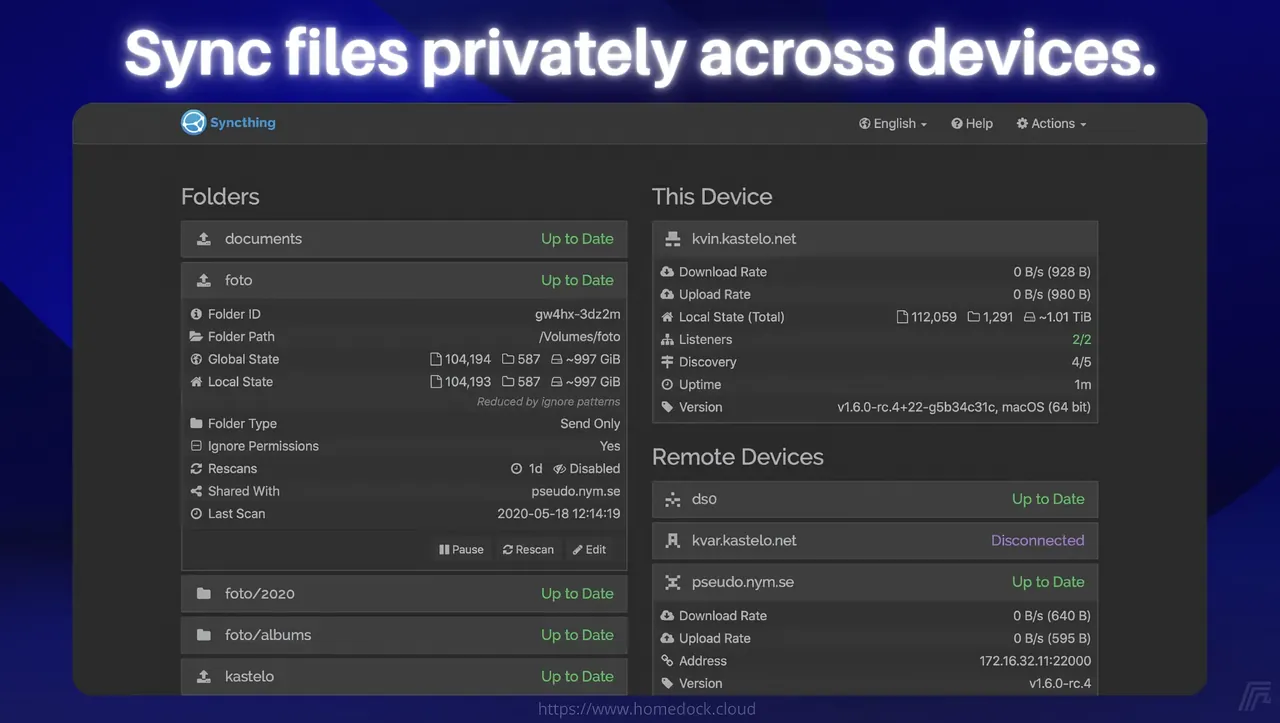 Sync files privately across devices.
Syncthing
English
Help
Actions
Folders
documents Up to Date
foto Up to Date
Folder ID gw4hx-3dz2m
Folder Path /Volumes/foto
Global State 104,194 587 ~997 GiB
Local State 104,193 587 ~997 GiB
Reduced by ignore patterns
Folder Type Send Only
Ignore Permissions Yes
Rescans 1d Disabled
Shared With pseudo.nym.se
Last Scan 2020-05-18 12:14:19
Pause Rescan Edit
foto/2020 Up to Date
foto/albums Up to Date
kastelo Up to Date
This Device
kvin.kastelo.net
Download Rate 0 B/s (928 B)
Upload Rate 0 B/s (980 B)
Local State (Total) 112,059 1,291 ~1.01 TiB
Listeners 2/2
Discovery 4/5
Uptime 1m
Version v1.6.0-rc.4+22-g5b34c31c, macOS (64 bit)
Remote Devices
ds0 Up to Date
kvar.kastelo.net Disconnected
pseudo.nym.se Up to Date
Download Rate 0 B/s (640 B)
Upload Rate 0 B/s (595 B)
Address 172.16.32.11:22000
Version v1.6.0-rc.4
https://www.homedock.cloud